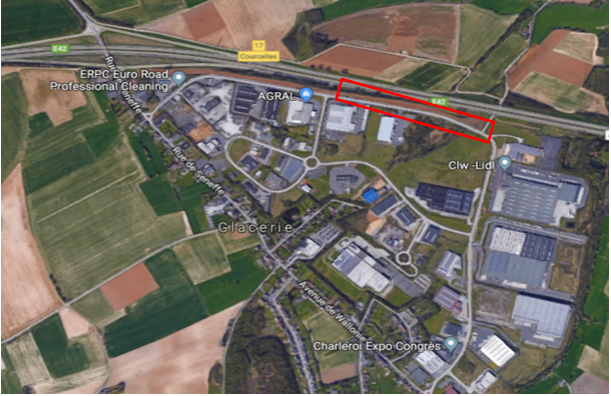 E42
17
Courcelles
ERPC Euro Road
Professional Cleaning
Rue de Seneffe
AGRAL
E42
Clw -Lidl
Rue de Seneffe
Glacerie
Avenue de Wallonie
Charleroi Expo Congrès